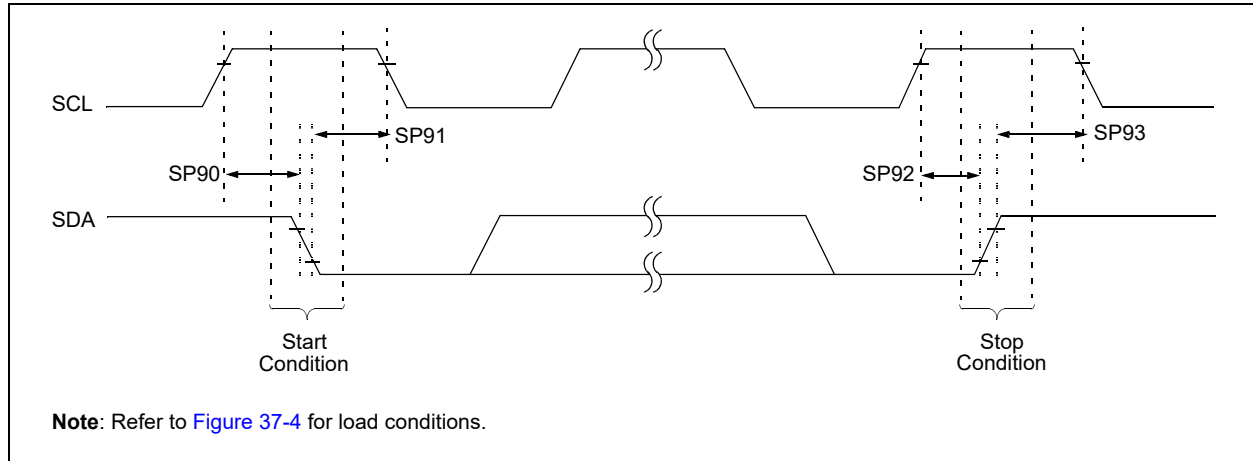 SCL
SP91
SP93
SP90
SP92
SDA
Start
Condition
Stop
Condition
Note: Refer to Figure 37-4 for load conditions.